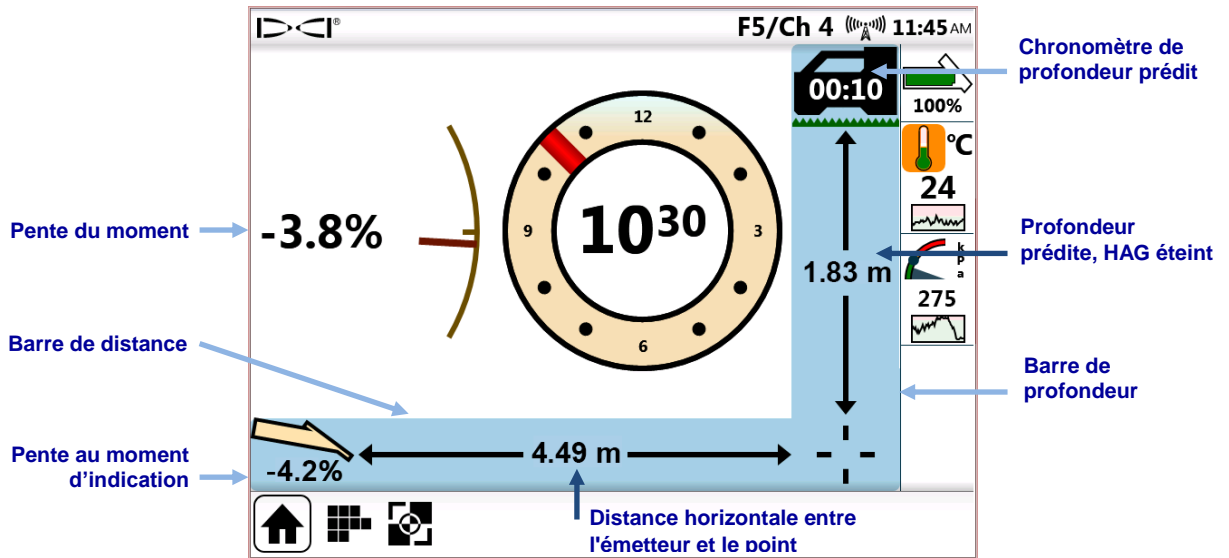 DCI®
F5/Ch 4 11:45 AM
Chronomètre de
profondeur prédit
00:10
100%
12
°C
24
Pente du moment
-3.8%
9
10³⁰
3
1.83 m
Profondeur
prédite, HAG éteint
k
p
a
275
6
Barre de distance
Barre de
profondeur
Pente au moment
d'indication
-4.2%
4.49 m
Distance horizontale entre
l'émetteur et le point